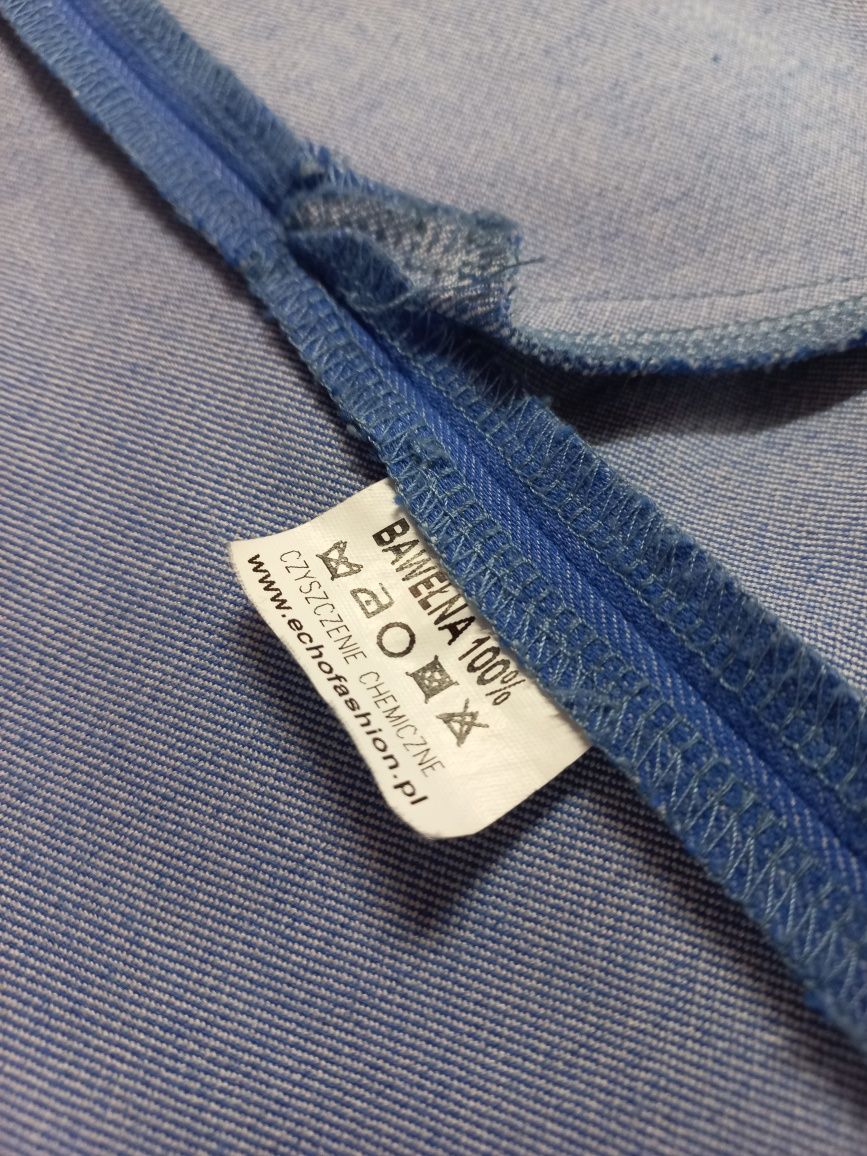 BAWEŁNA 100%
CZYSZCZENIE CHEMICZNE
www.echofashion.pl